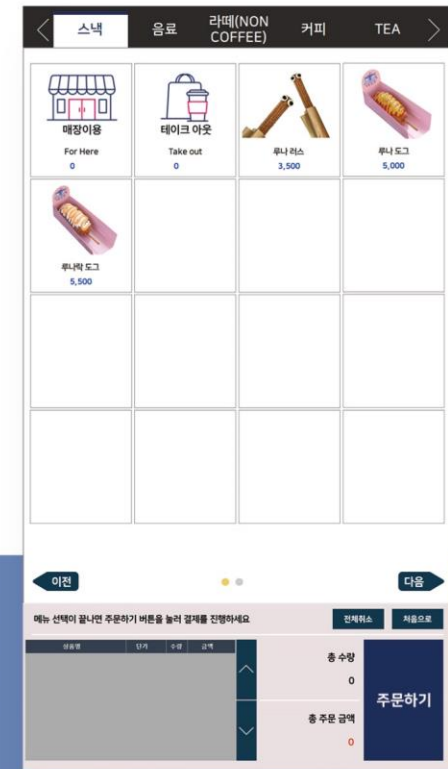 스낵
음료
라떼(NON
COFFEE)
커피
TEA
매장이용
For Here
0
테이크 아웃
Take out
0
루나 러스
3,500
루나 도그
5,000
루나락 도그
5,500
이전
다음
메뉴 선택이 끝나면 주문하기 버튼을 눌러 결제를 진행하세요
전체취소
처음으로
상품명 단가 수량 금액
총 수량
0
총 주문 금액
0
주문하기